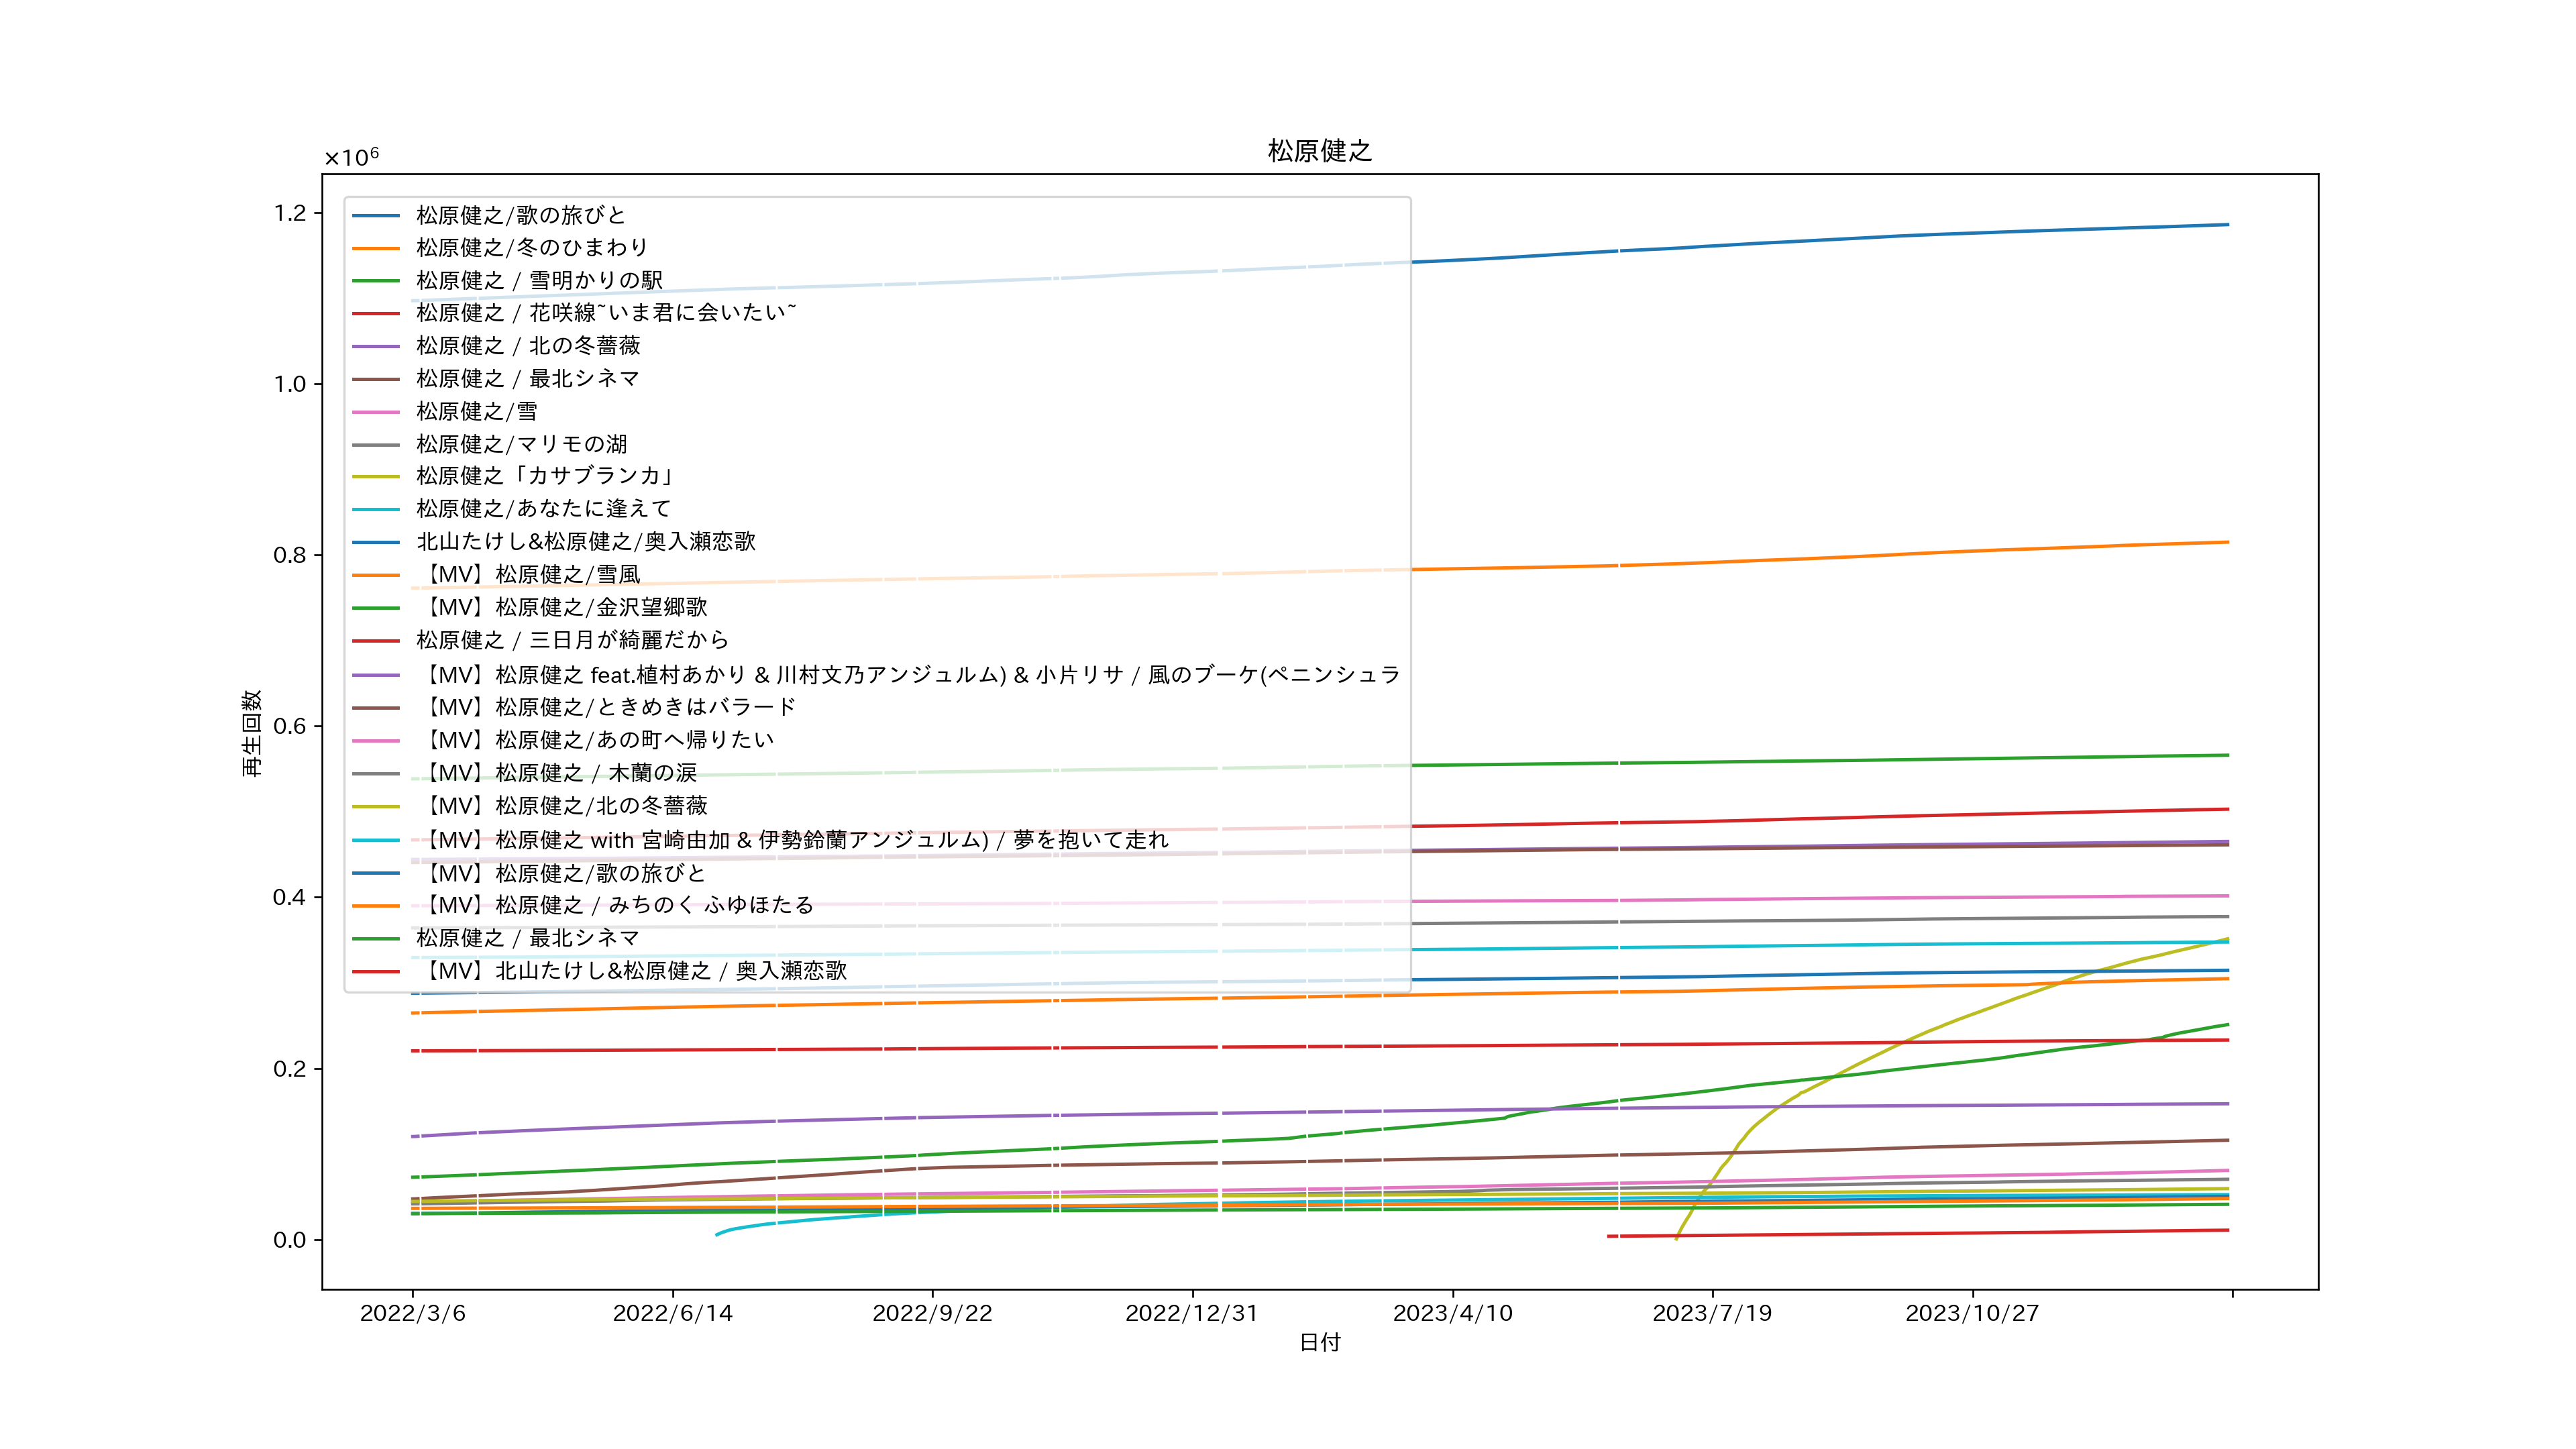 松原健之
×10⁶
1.2
1.0
0.8
0.6
0.4
0.2
0.0
再生回数
松原健之/歌の旅びと
松原健之/冬のひまわり
松原健之 / 雪明かりの駅
松原健之 / 花咲線~いま君に会いたい~
松原健之 / 北の冬薔薇
松原健之 / 最北シネマ
松原健之/雪
松原健之/マリモの湖
松原健之「カサブランカ」
松原健之/あなたに逢えて
北山たけし&松原健之/奥入瀬恋歌
【MV】松原健之/雪風
【MV】松原健之/金沢望郷歌
松原健之 / 三日月が綺麗だから
【MV】松原健之 feat.植村あかり & 川村文乃アンジュルム) & 小片リサ / 風のブーケ(ペニンシュラ
【MV】松原健之/ときめきはバラード
【MV】松原健之/あの町へ帰りたい
【MV】松原健之 / 木蘭の涙
【MV】松原健之/北の冬薔薇
【MV】松原健之 with 宮崎由加 & 伊勢鈴蘭アンジュルム) / 夢を抱いて走れ
【MV】松原健之/歌の旅びと
【MV】松原健之 / みちのく ふゆほたる
松原健之 / 最北シネマ
【MV】北山たけし&松原健之 / 奥入瀬恋歌
2022/3/6 2022/6/14 2022/9/22 2022/12/31 2023/4/10 2023/7/19 2023/10/27
日付